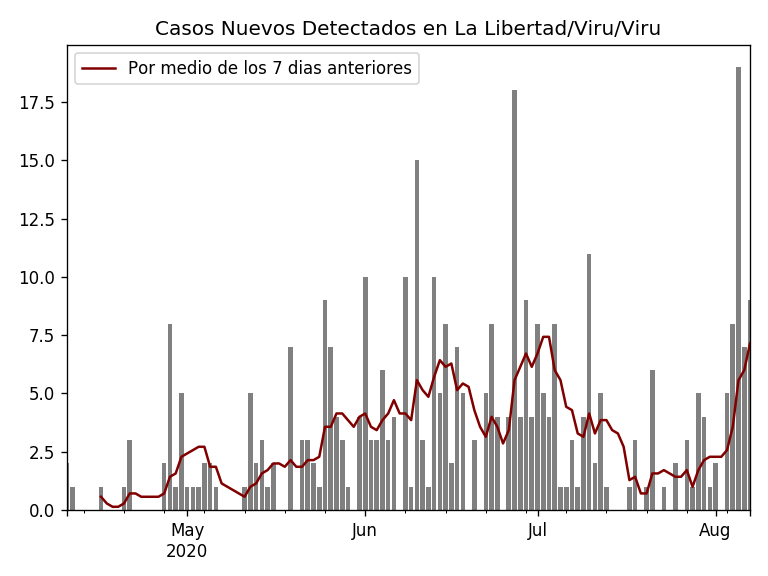 Casos Nuevos Detectados en La Libertad/Viru/Viru
Por medio de los 7 dias anteriores
17.5
15.0
12.5
10.0
7.5
5.0
2.5
0.0
May
2020
Jun
Jul
Aug